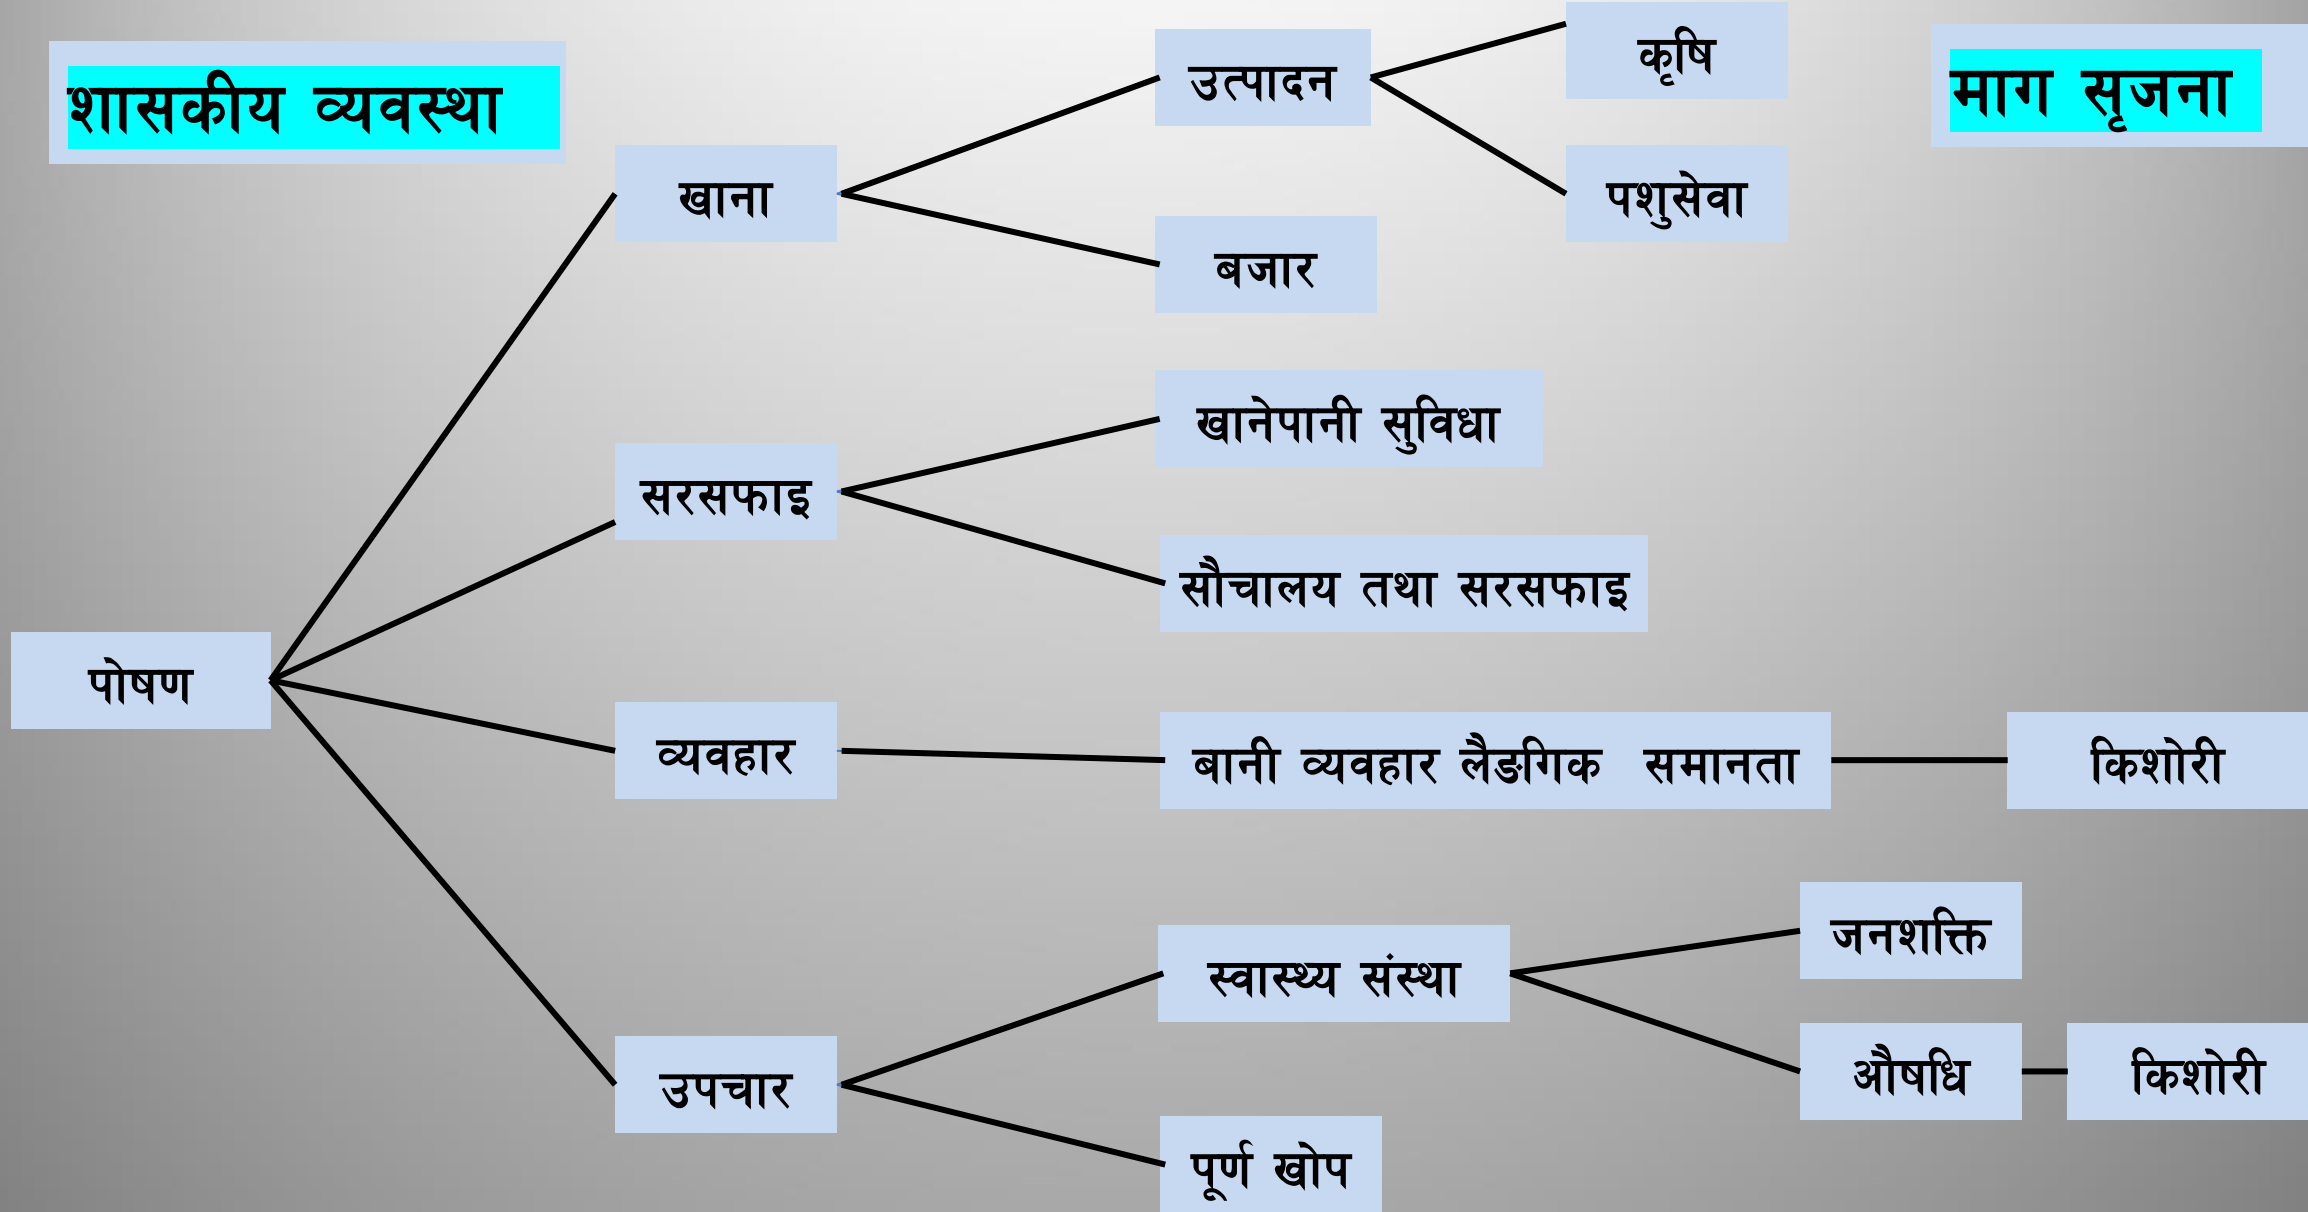 शासकीय व्यवस्था
माग सृजना
उत्पादन
कृषि
खाना
पशुसेवा
बजार
खानेपानी सुविधा
सरसफाइ
सौचालय तथा सरसफाइ
पोषण
व्यवहार
बानी व्यवहार लैङगिक समानता
किशोरी
जनशक्ति
स्वास्थ्य संस्था
औषधि
किशोरी
उपचार
पूर्ण खोप